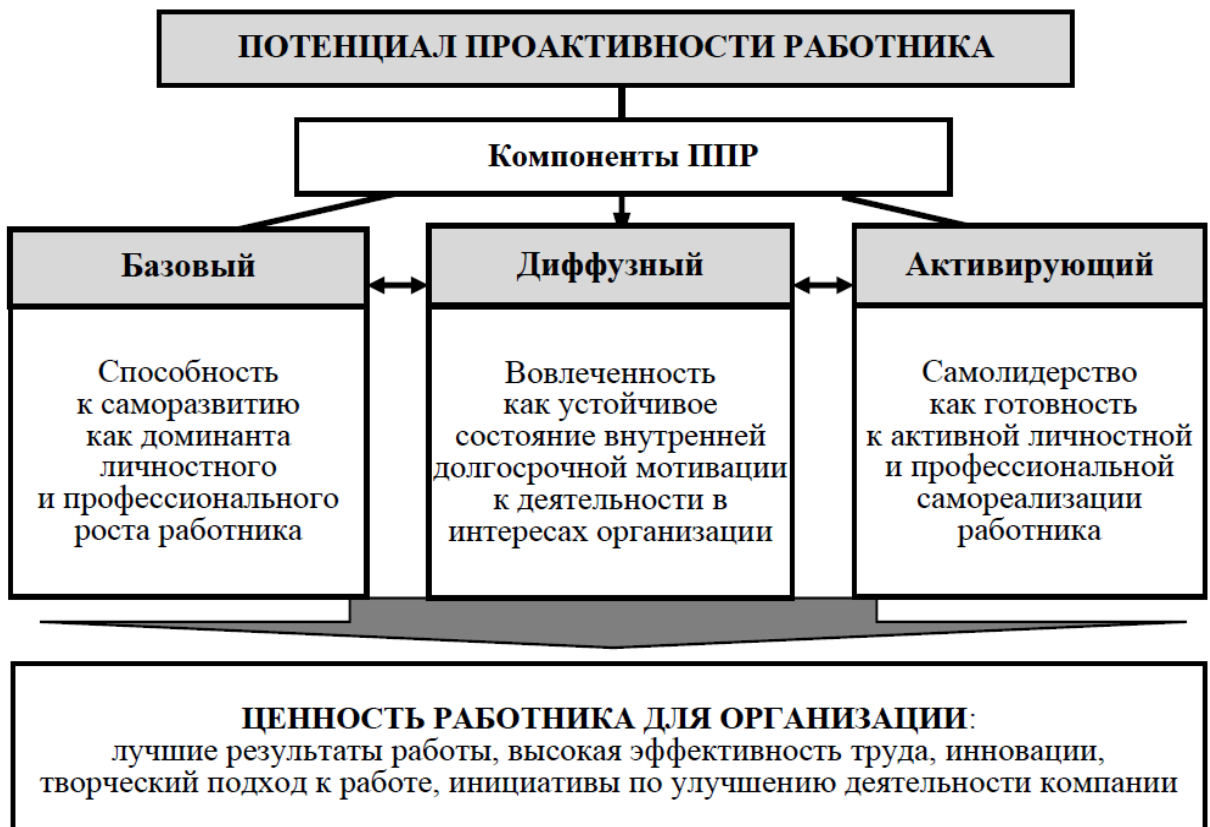 ПОТЕНЦИАЛ ПРОАКТИВНОСТИ РАБОТНИКА
Компоненты ППР
Базовый
Способность
к саморазвитию
как доминанта
личностного
и профессионального
роста работника
Диффузный
Вовлеченность
как устойчивое
состояние внутренней
долгосрочной мотивации
к деятельности в
интересах организации
Активирующий
Самолидерство
как готовность
к активной личностной
и профессиональной
самореализации
работника
ЦЕННОСТЬ РАБОТНИКА ДЛЯ ОРГАНИЗАЦИИ:
лучшие результаты работы, высокая эффективность труда, инновации,
творческий подход к работе, инициативы по улучшению деятельности компании